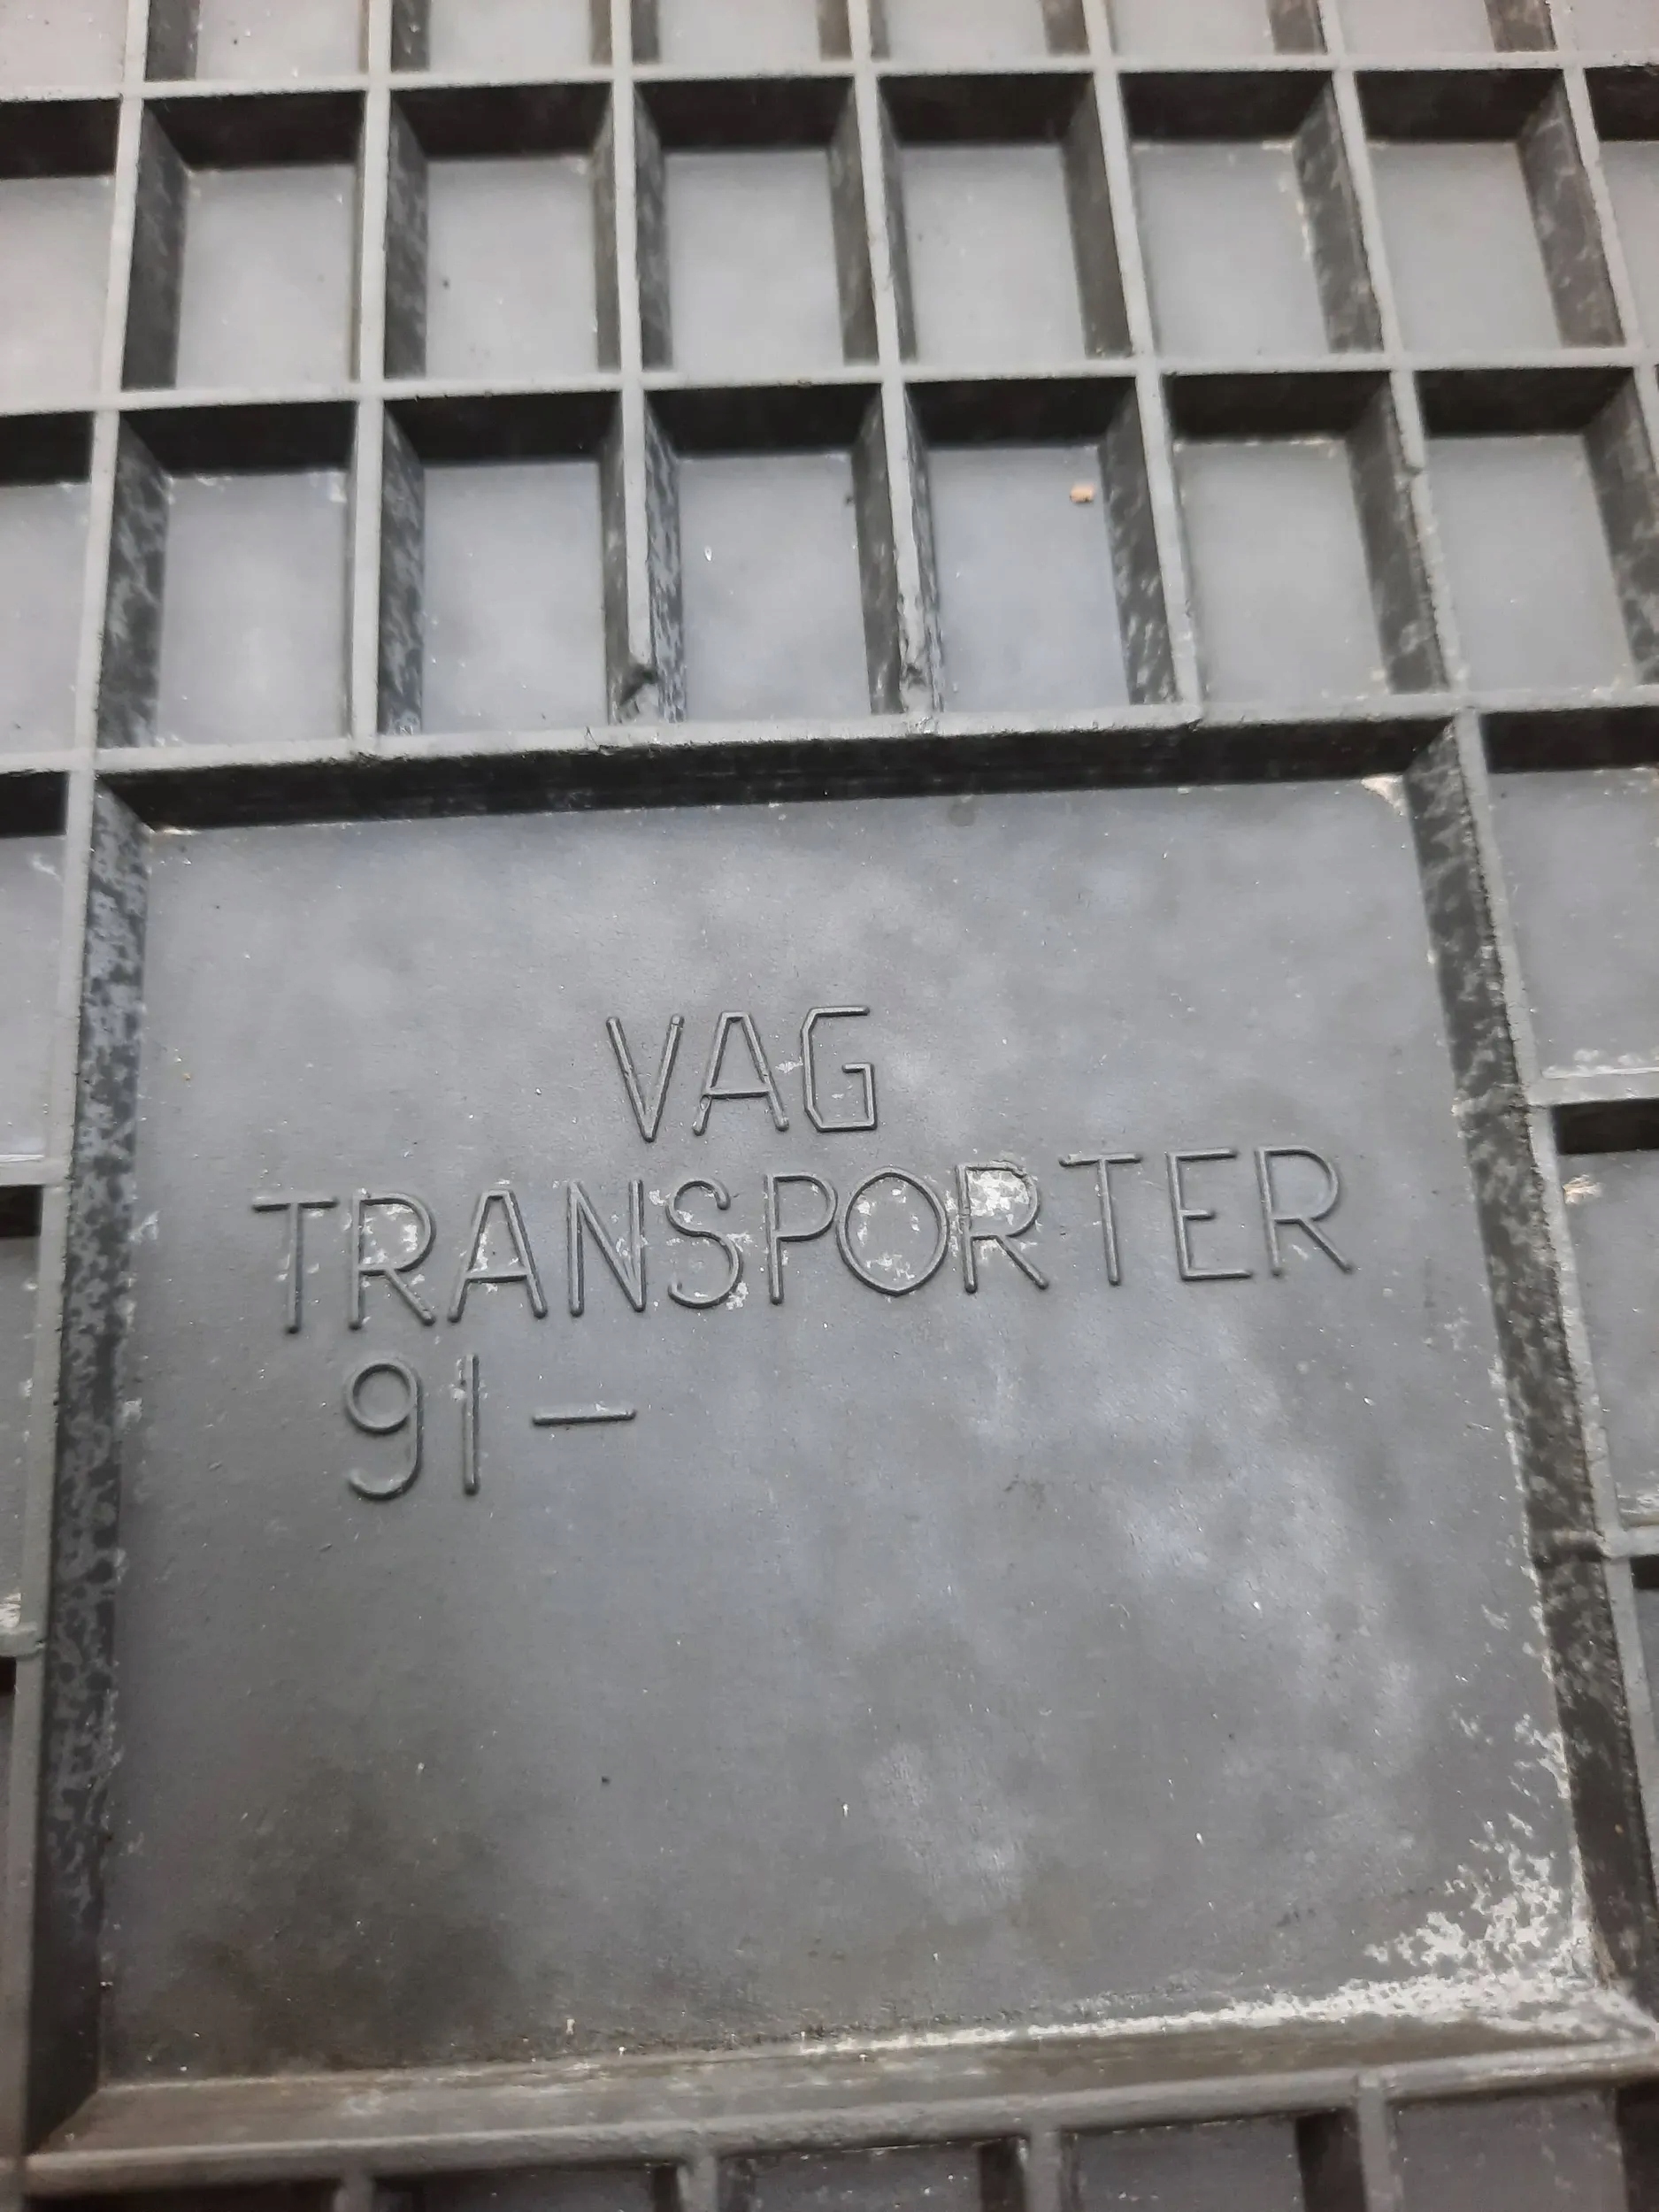 VAG
TRANSPORTER
91-